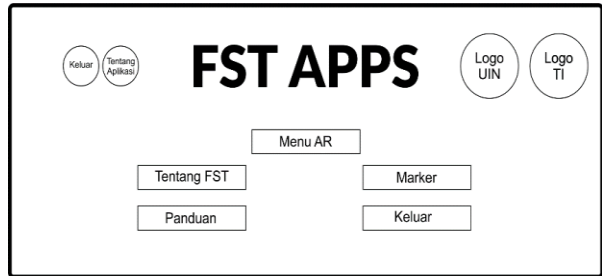 Keluar
Tentang
Aplikasi
FST APPS
Logo
UIN
Logo
TI
Menu AR
Tentang FST
Marker
Panduan
Keluar